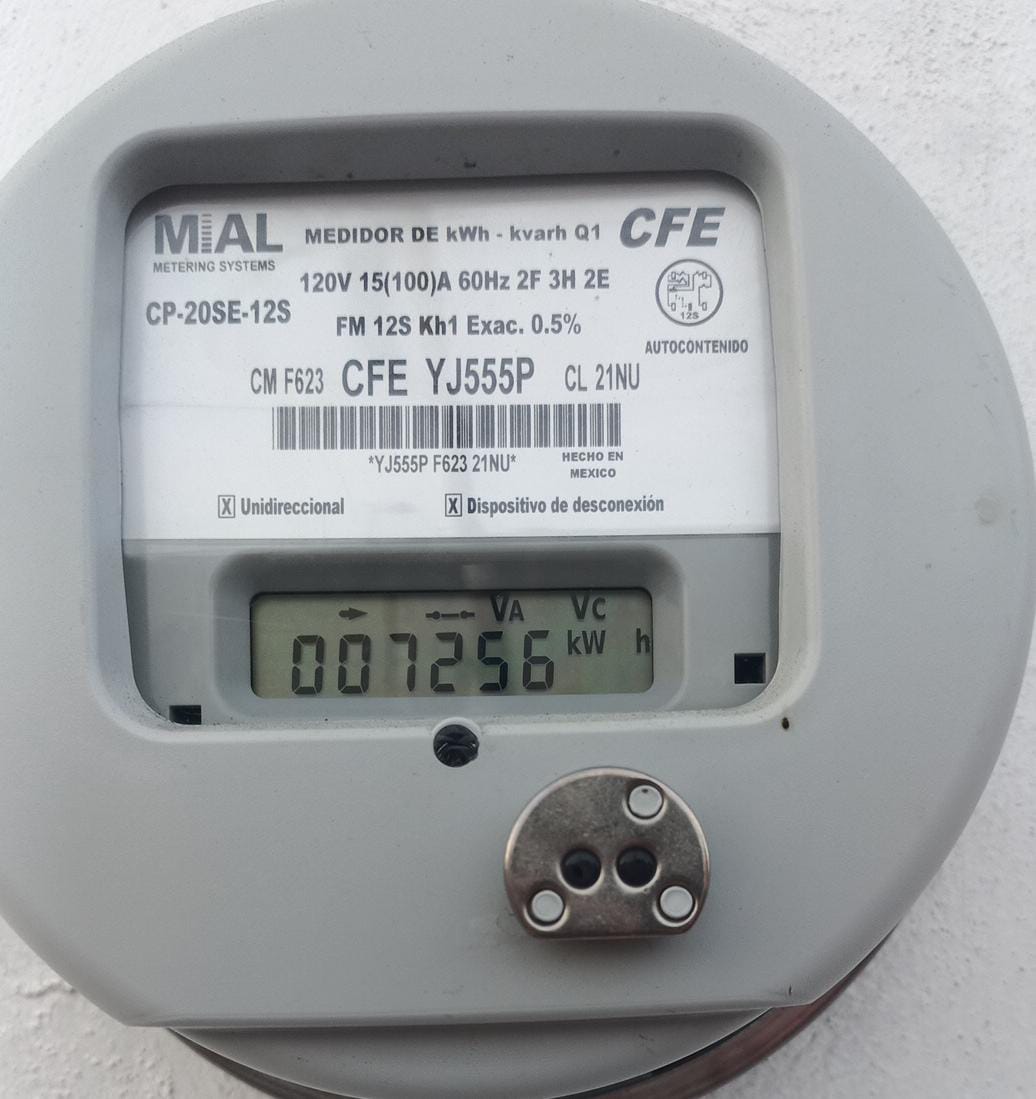 MIAL MEDIDOR DE kWh - kvarh Q1 CFE
METERING SYSTEMS
120V 15(100)A 60Hz 2F 3H 2E
CP-20SE-12S
FM 12S Kh1 Exac. 0.5%
12S
AUTOCONTENIDO
CM F623 CFE YJ555P CL 21NU
*YJ555P F623 21NU*
HECHO EN
MEXICO
X Unidireccional X Dispositivo de desconexión
VA VC
007256 kW h